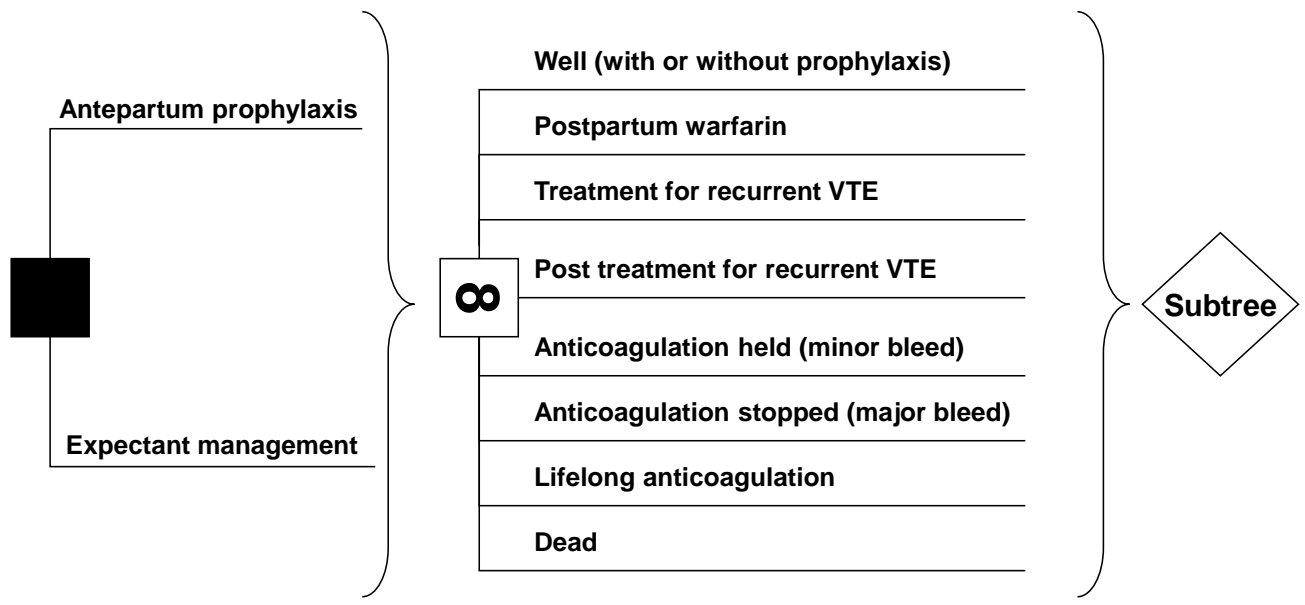 Antepartum prophylaxis
Expectant management
8
Well (with or without prophylaxis)
Postpartum warfarin
Treatment for recurrent VTE
Post treatment for recurrent VTE
Anticoagulation held (minor bleed)
Anticoagulation stopped (major bleed)
Lifelong anticoagulation
Dead
Subtree